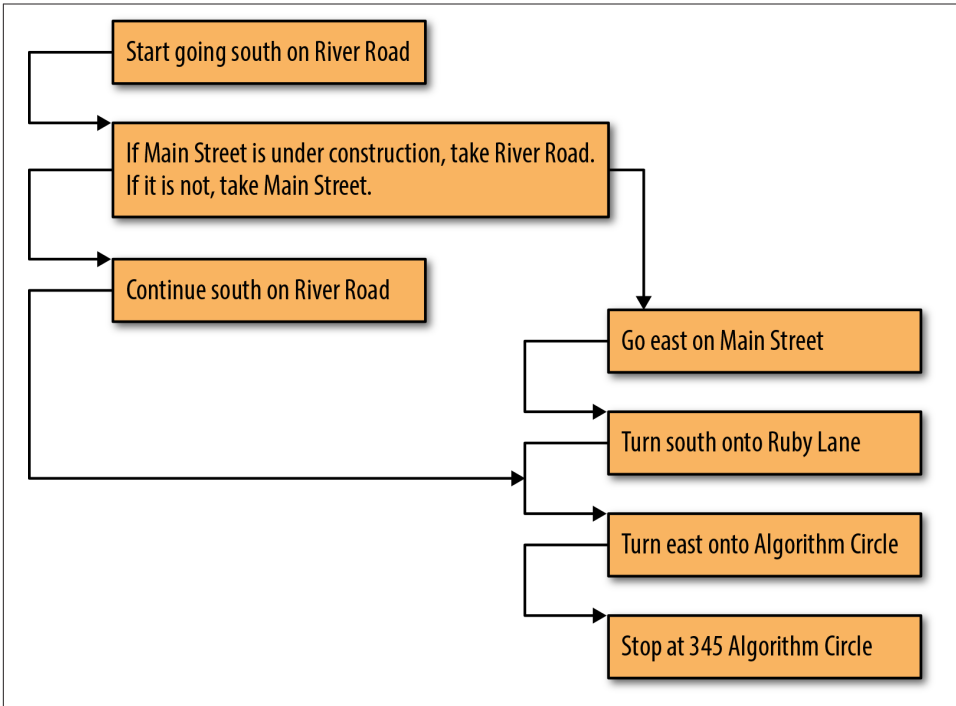 Start going south on River Road
If Main Street is under construction, take River Road.
If it is not, take Main Street.
Continue south on River Road
Go east on Main Street
Turn south onto Ruby Lane
Turn east onto Algorithm Circle
Stop at 345 Algorithm Circle